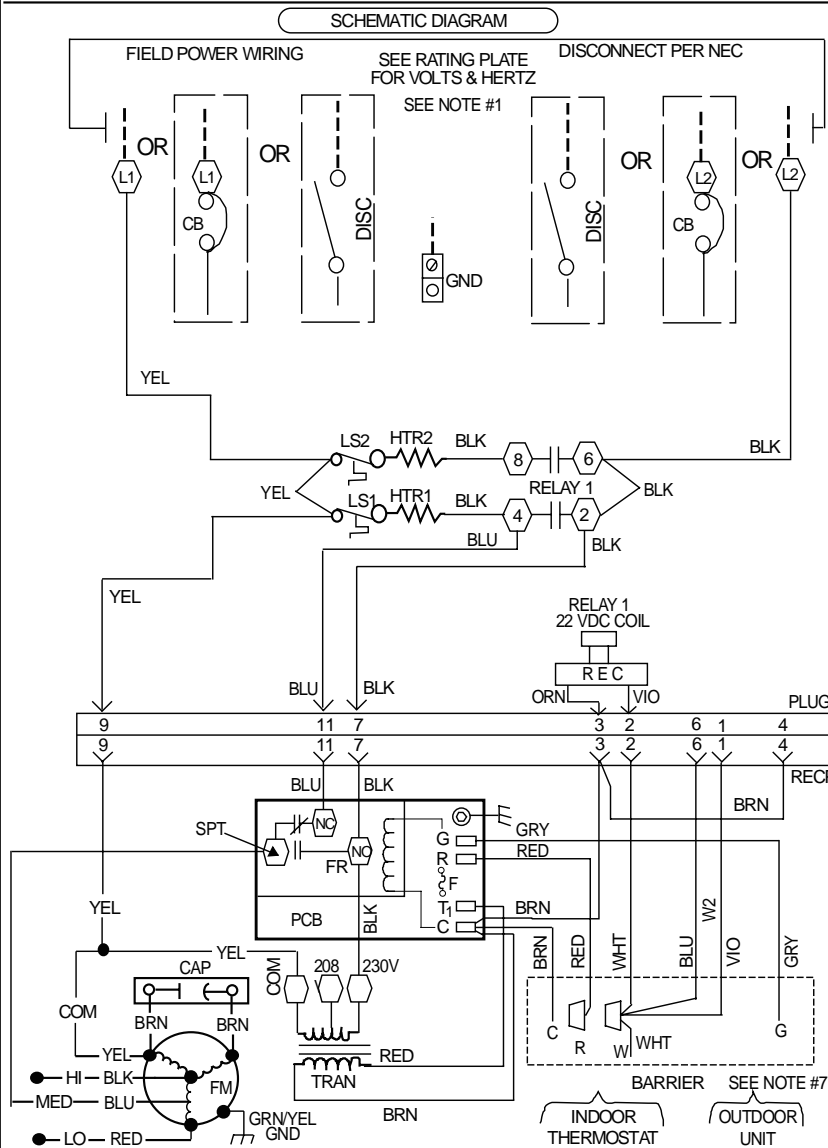 SCHEMATIC DIAGRAM
FIELD POWER WIRING
SEE RATING PLATE
FOR VOLTS & HERTZ
DISCONNECT PER NEC
SEE NOTE #1
OR
OR
OR
OR
L1
L1
L2
L2
CB
DISC
GND
DISC
CB
YEL
LS2
HTR2
BLK
8
6
BLK
YEL
RELAY 1
BLK
LS1
HTR1
BLK
4
2
BLU
BLK
YEL
RELAY 1
22 VDC COIL
REC
BLU
BLK
ORN
VIO
PLUG
9
11
7
3
2
6
1
4
9
11
7
3
2
6
1
4
RECP
BLU
BLK
BRN
SPT
NC
G
GRY
NO
R
RED
FR
F
T1
BRN
PCB
BLK
C
YEL
YEL
BRN
RED
WHT
BLU
W2
VIO
GRY
COM
208
230V
CAP
COM
BRN
BRN
C
R
W
WHT
G
YEL
RED
TRAN
HI
BLK
FM
BARRIER
SEE NOTE #7
MED
BLU
GRN/YEL
GND
BRN
INDOOR
THERMOSTAT
OUTDOOR
UNIT
LO
RED